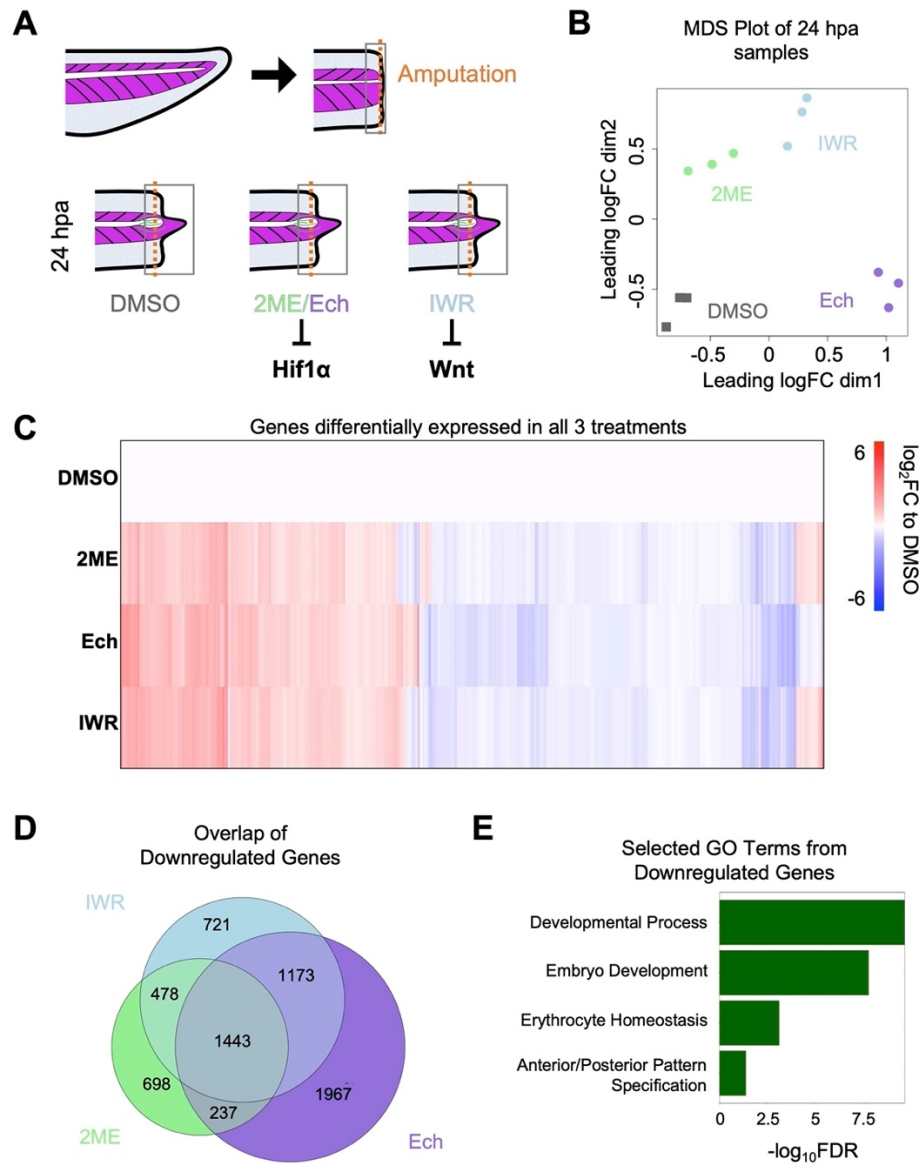 A
Amputation
24 hpa
DMSO
2ME/Ech
IWR
Hif1α
Wnt
B
MDS Plot of 24 hpa
samples
Leading logFC dim2
0.5
0
-0.5
IWR
2ME
Ech
DMSO
-0.5
0
0.5
1
Leading logFC dim1
C
Genes differentially expressed in all 3 treatments
DMSO
2ME
Ech
IWR
6
-6
log2FC to DMSO
D
Overlap of
Downregulated Genes
IWR
721
478
1173
1443
698
237
1967
2ME
Ech
E
Selected GO Terms from
Downregulated Genes
Developmental Process
Embryo Development
Erythrocyte Homeostasis
Anterior/Posterior Pattern
Specification
0
2.5
5
7.5
-log10FDR